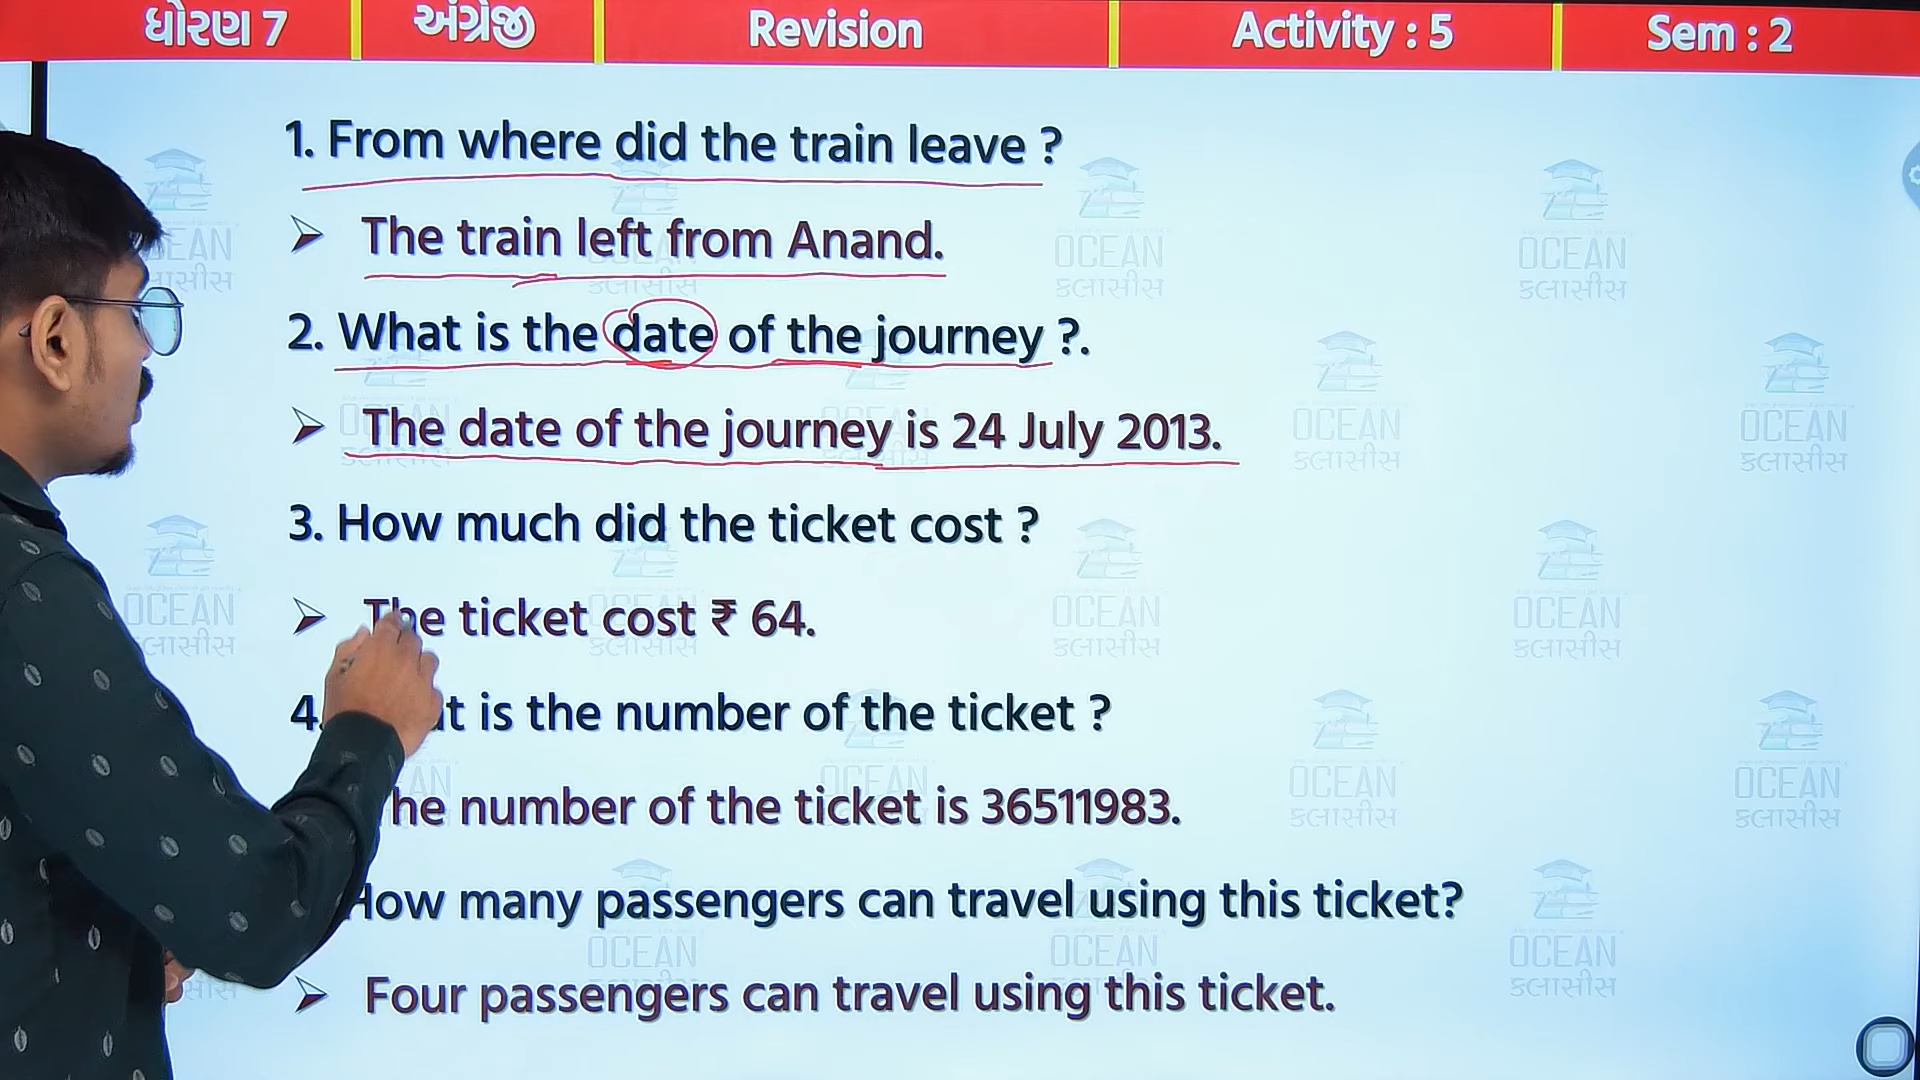 ધોરણ 7
અંગ્રેજી
Revision
Activity : 5
Sem : 2
1. From where did the train leave ?
The train left from Anand.
2. What is the date of the journey ?.
The date of the journey is 24 July 2013.
3. How much did the ticket cost ?
The ticket cost ₹ 64.
4. is the number of the ticket ?
he number of the ticket is 36511983.
How many passengers can travel using this ticket?
Four passengers can travel using this ticket.
OCEAN
ક્લાસીસ